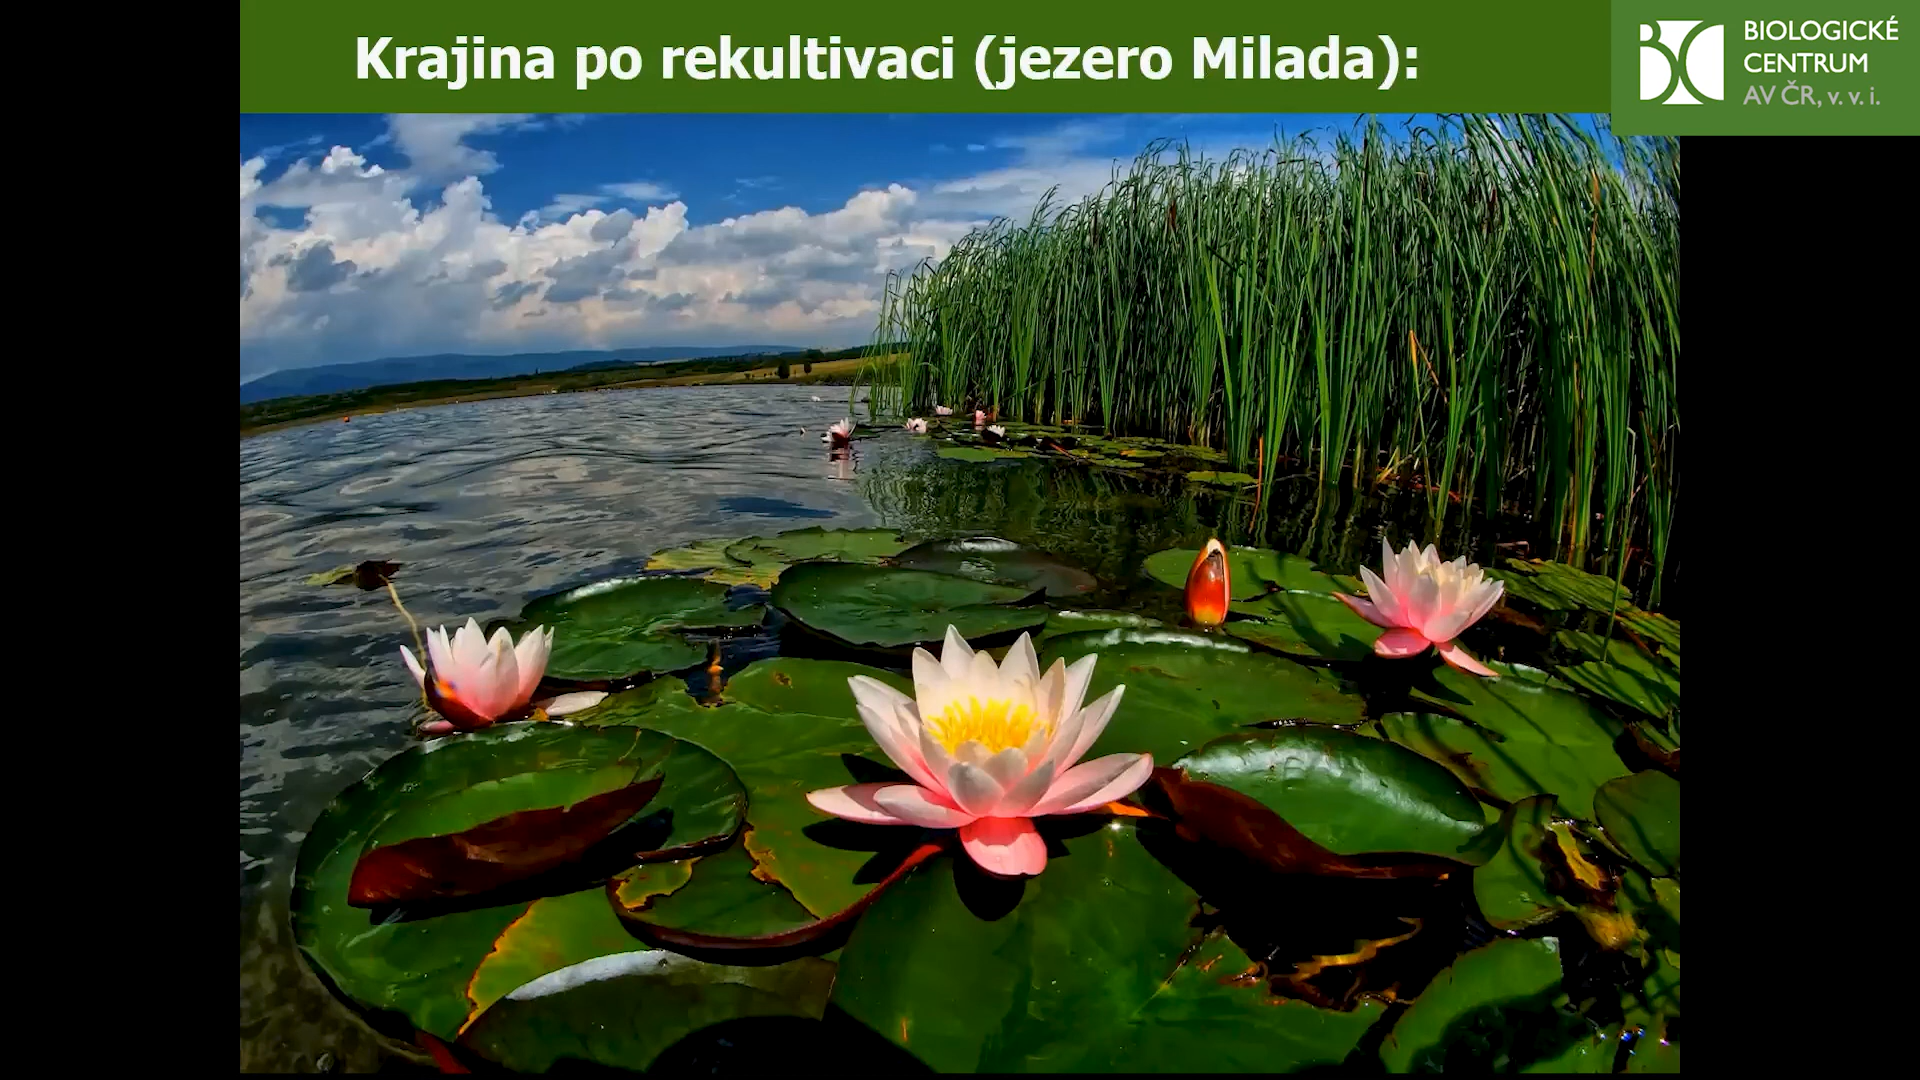 Krajina po rekultivaci (jezero Milada):
BIOLOGICKÉ
CENTRUM
AV ČR, v. v. i.